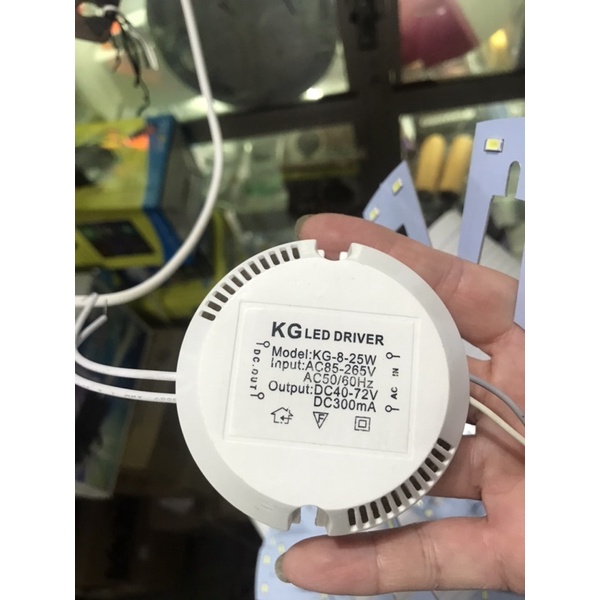 KG LED DRIVER
Model:KG-8-25W
Input:AC85-265V
AC50/60Hz
Output:DC40-72V
DC300mA
DC.OUT
AC IN
F